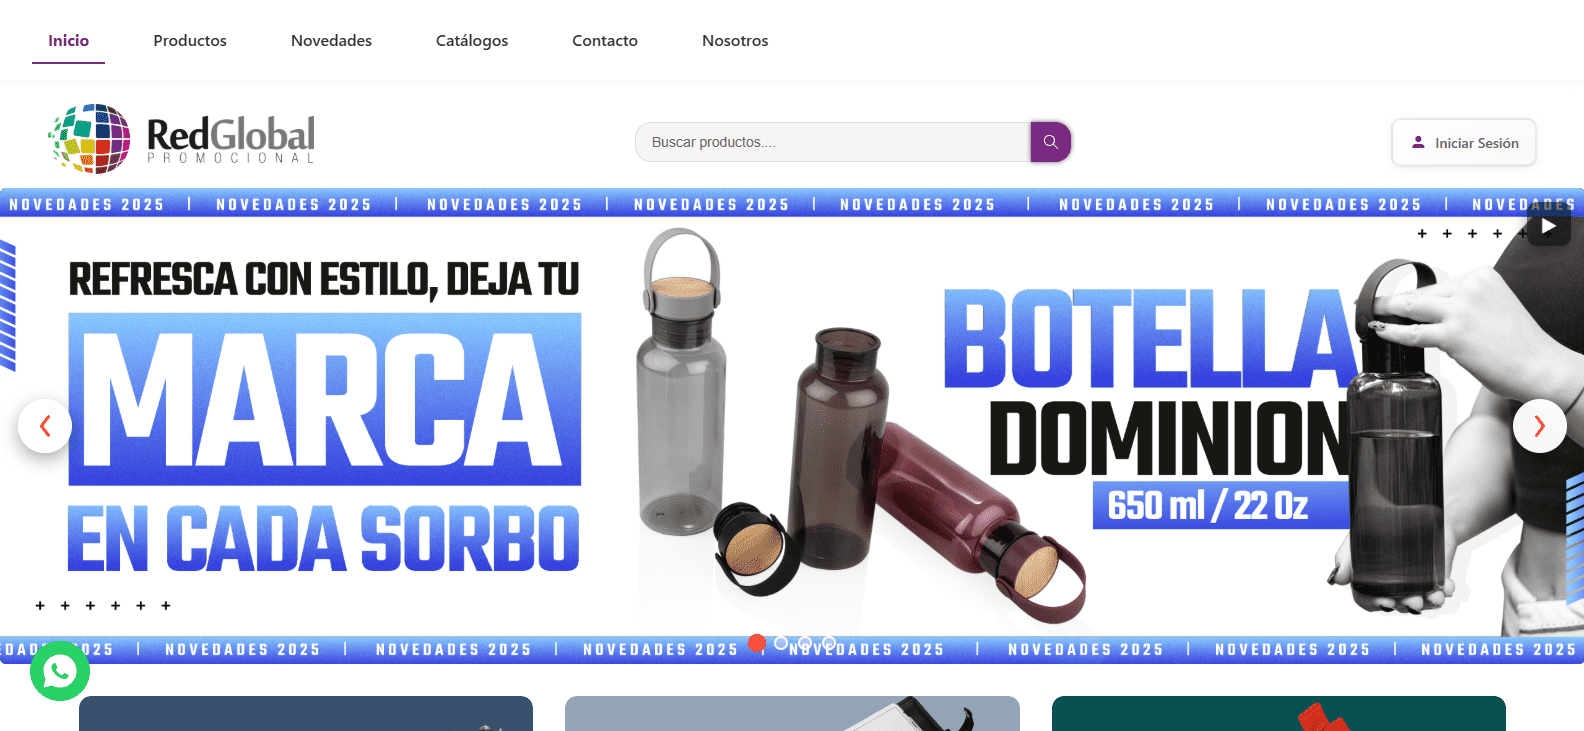 Inicio
Productos
Novedades
Catálogos
Contacto
Nosotros
RedGlobal
PROMOCIONAL
Buscar productos....
Iniciar Sesión
NOVEDADES 2025 | NOVEDADES 2025 | NOVEDADES 2025 | NOVEDADES 2025 | NOVEDADES 2025 | NOVEDADES 2025 | NOVEDADES 2025 | NOVEDADES
REFRESCA CON ESTILO, DEJA TU
MARCA
EN CADA SORBO
BOTELLA
DOMINION
650 ml / 22 Oz
2025 | NOVEDADES 2025 | NOVEDADES 2025 | NOVEDADES 2025 | NOVEDADES 2025 | NOVEDADES 2025 | NOVEDADES 2025 | NOVEDADES 2025